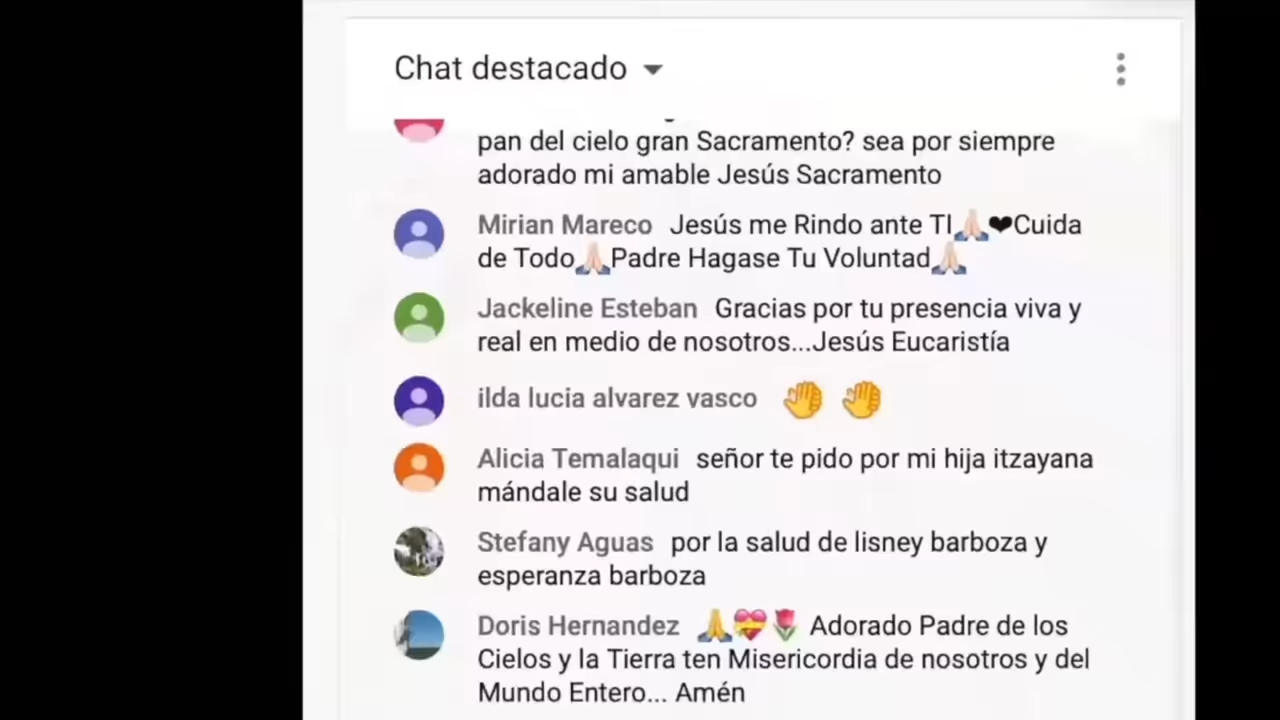 Chat destacado
pan del cielo gran Sacramento? sea por siempre
adorado mi amable Jesús Sacramento
Mirian Mareco Jesús me Rindo ante TI🙏🏻❤Cuida
de Todo🙏🏻Padre Hagase Tu Voluntad🙏🏻
Jackeline Esteban Gracias por tu presencia viva y
real en medio de nosotros...Jesús Eucaristía
ilda lucia alvarez vasco 👏 👏
Alicia Temalaqui señor te pido por mi hija itzayana
mándale su salud
Stefany Aguas por la salud de lisney barboza y
esperanza barboza
Doris Hernandez 🙏💝🌷 Adorado Padre de los
Cielos y la Tierra ten Misericordia de nosotros y del
Mundo Entero... Amén